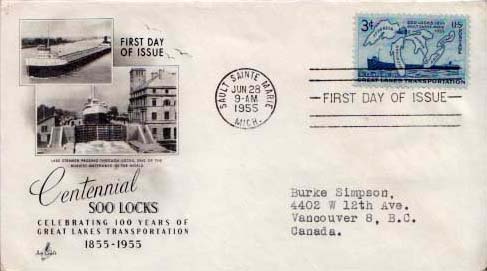 FIRST DAY
OF ISSUE
LAKE STEAMER PASSING THROUGH LOCKS, ONE OF THE
BUSIEST WATERWAYS IN THE WORLD
Centennial
SOO LOCKS
CELEBRATING 100 YEARS OF
GREAT LAKES TRANSPORTATION
1855-1955
Art Craft
SAULT SAINTE MARIE
JUN 28
9-AM
1955
MICH.
3¢
SOO LOCKS
U.S.
POSTAGE
GREAT LAKES TRANSPORTATION
FIRST DAY OF ISSUE
Burke Simpson,
4402 W 12th Ave.
Vancouver 8, B.C.
Canada.